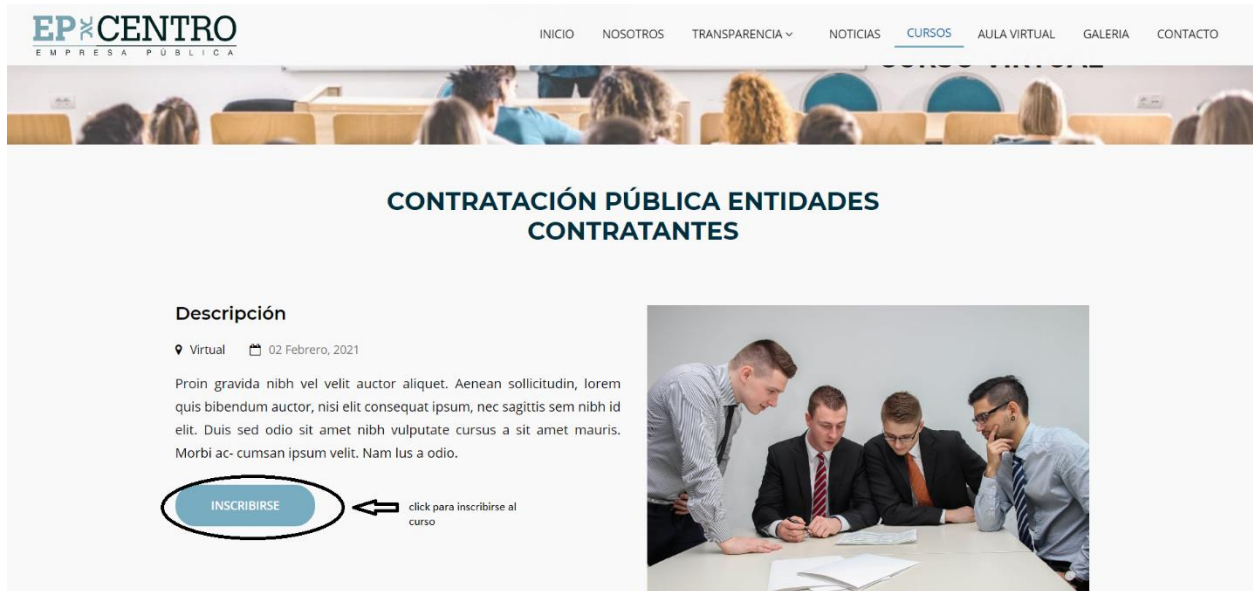 EP CENTRO
EMPRESA PÚBLICA
INICIO NOSOTROS TRANSPARENCIA NOTICIAS CURSOS AULA VIRTUAL GALERIA CONTACTO
CURSO VIRTUAL
CONTRATACIÓN PÚBLICA ENTIDADES
CONTRATANTES
Descripción
Virtual 02 Febrero, 2021
Proin gravida nibh vel velit auctor aliquet. Aenean sollicitudin, lorem
quis bibendum auctor, nisi elit consequat ipsum, nec sagittis sem nibh id
elit. Duis sed odio sit amet nibh vulputate cursus a sit amet mauris.
Morbi ac- cumsan ipsum velit. Nam lus a odio.
INSCRIBIRSE
click para inscribirse al
curso